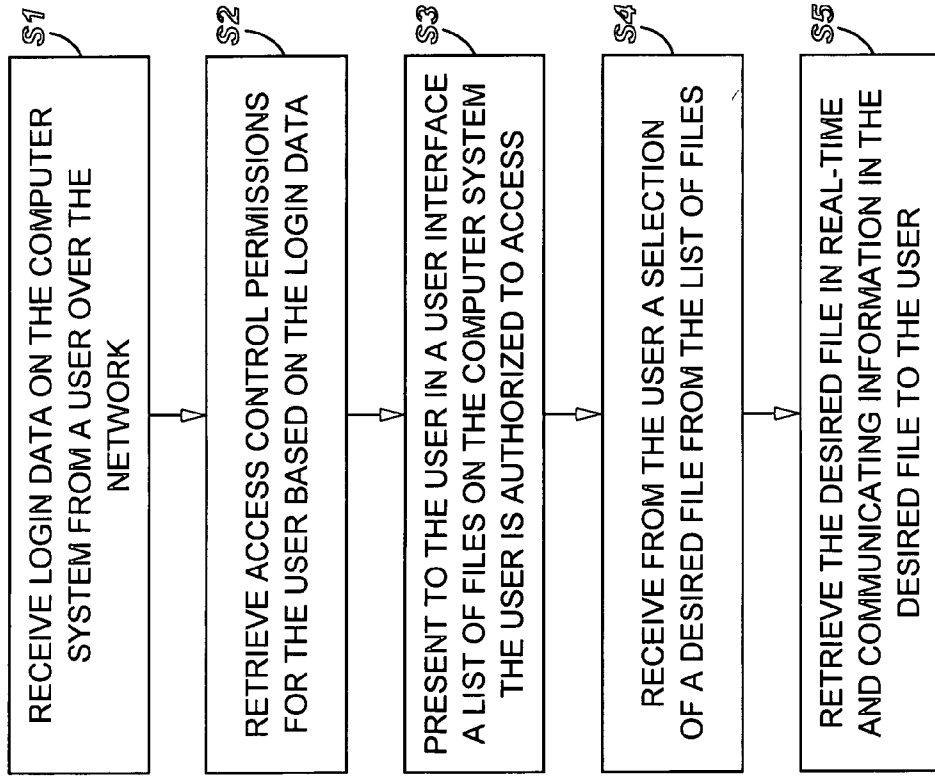 S1
RECEIVE LOGIN DATA ON THE COMPUTER
SYSTEM FROM A USER OVER THE
NETWORK
S2
RETRIEVE ACCESS CONTROL PERMISSIONS
FOR THE USER BASED ON THE LOGIN DATA
S3
PRESENT TO THE USER IN A USER INTERFACE
A LIST OF FILES ON THE COMPUTER SYSTEM
THE USER IS AUTHORIZED TO ACCESS
S4
RECEIVE FROM THE USER A SELECTION
OF A DESIRED FILE FROM THE LIST OF FILES
S5
RETRIEVE THE DESIRED FILE IN REAL-TIME
AND COMMUNICATING INFORMATION IN THE
DESIRED FILE TO THE USER